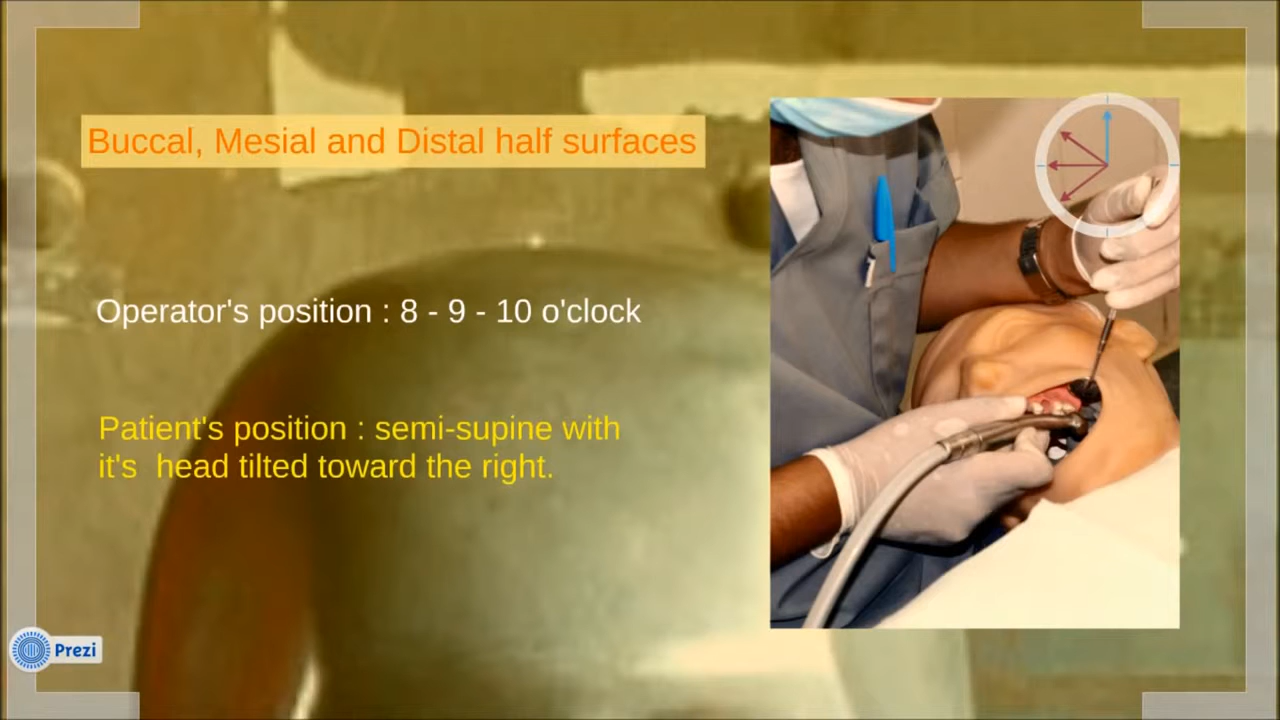 Buccal, Mesial and Distal half surfaces
Operator's position : 8 - 9 - 10 o'clock
Patient's position : semi-supine with
it's  head tilted toward the right.
Prezi